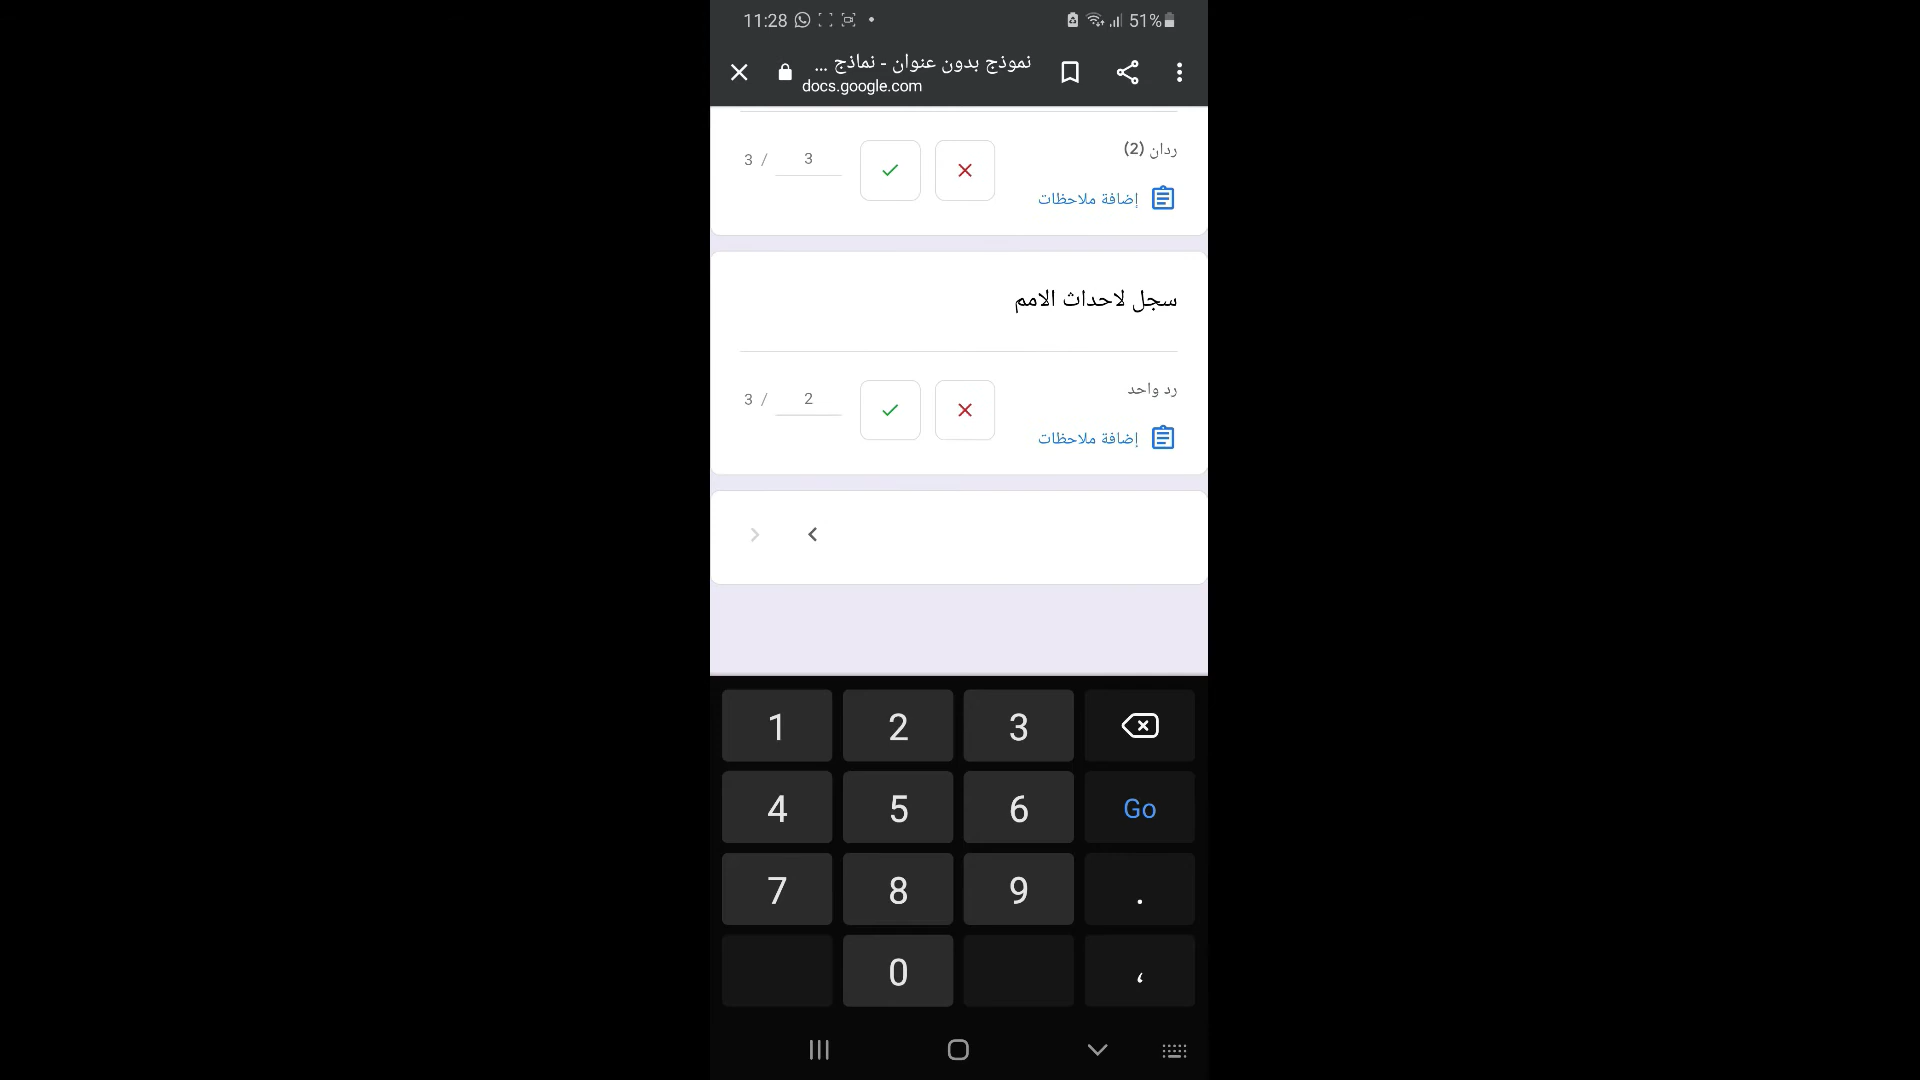 11:28
51%
نموذج بدون عنوان - نماذج ...
docs.google.com
ردان (2)
3 / 3
إضافة ملاحظات
سجل لاحداث الامم
رد واحد
2 / 3
إضافة ملاحظات
1 2 3
4 5 6 Go
7 8 9 .
0 ،